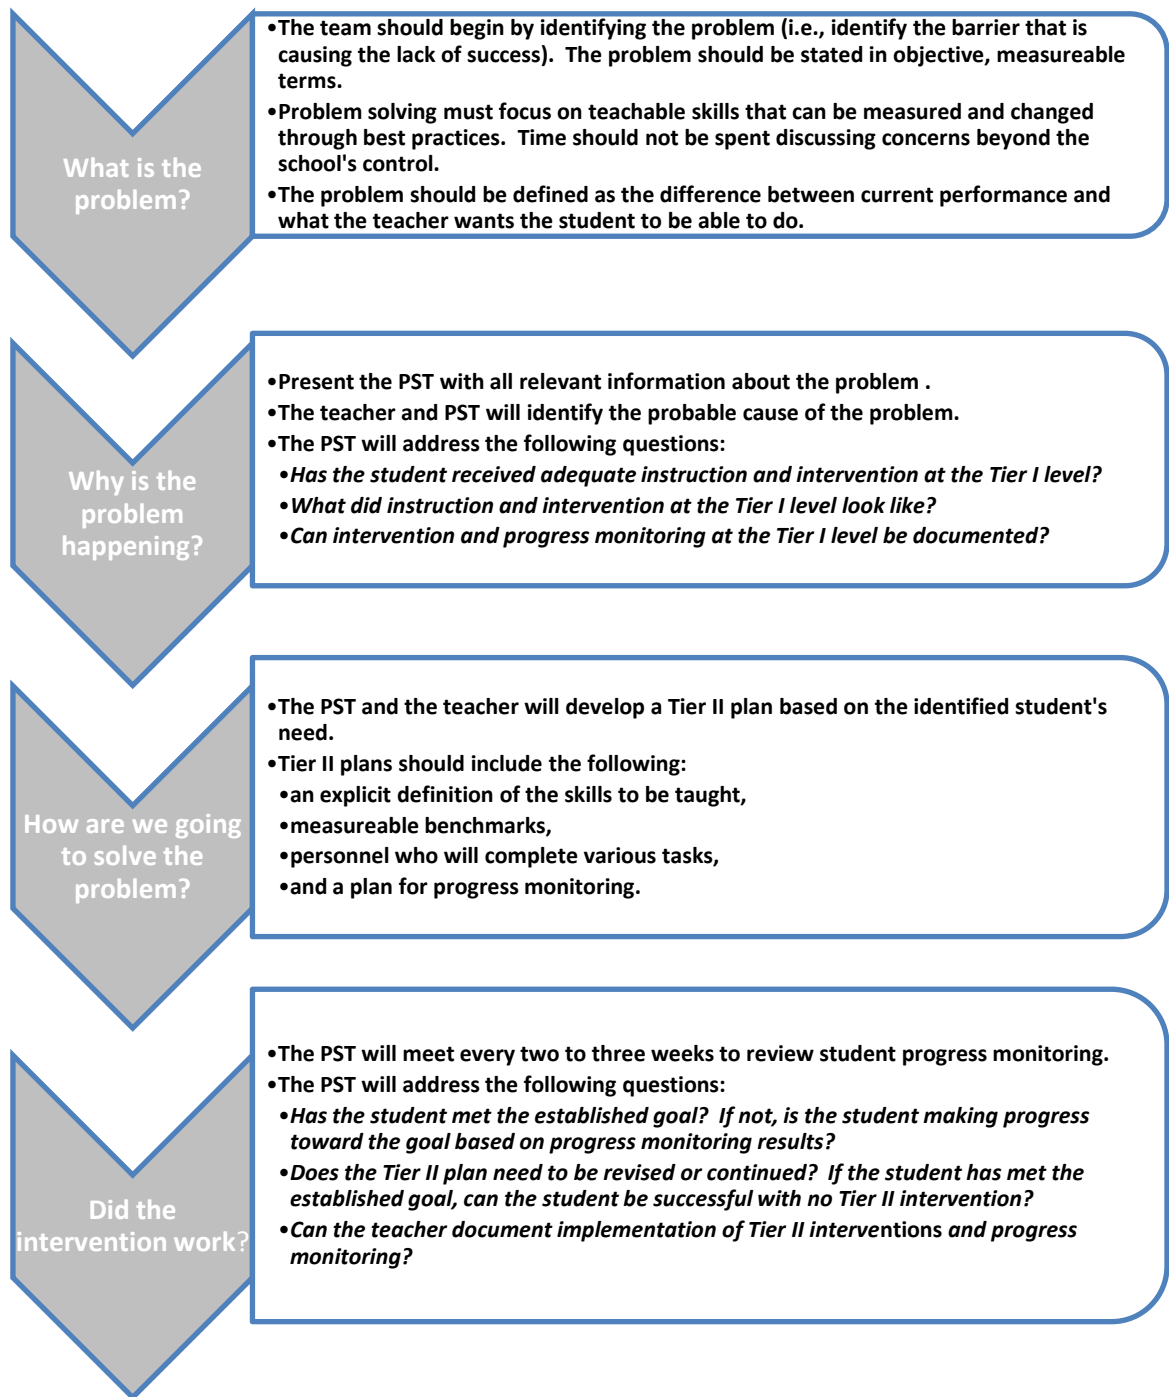 What is the
problem?
•The team should begin by identifying the problem (i.e., identify the barrier that is
causing the lack of success). The problem should be stated in objective, measureable
terms.
•Problem solving must focus on teachable skills that can be measured and changed
through best practices. Time should not be spent discussing concerns beyond the
school's control.
•The problem should be defined as the difference between current performance and
what the teacher wants the student to be able to do.
Why is the
problem
happening?
•Present the PST with all relevant information about the problem .
•The teacher and PST will identify the probable cause of the problem.
•The PST will address the following questions:
•Has the student received adequate instruction and intervention at the Tier I level?
•What did instruction and intervention at the Tier I level look like?
•Can intervention and progress monitoring at the Tier I level be documented?
How are we going
to solve the
problem?
•The PST and the teacher will develop a Tier II plan based on the identified student's
need.
•Tier II plans should include the following:
•an explicit definition of the skills to be taught,
•measureable benchmarks,
•personnel who will complete various tasks,
•and a plan for progress monitoring.
Did the
intervention work?
•The PST will meet every two to three weeks to review student progress monitoring.
•The PST will address the following questions:
•Has the student met the established goal? If not, is the student making progress
toward the goal based on progress monitoring results?
•Does the Tier II plan need to be revised or continued? If the student has met the
established goal, can the student be successful with no Tier II intervention?
•Can the teacher document implementation of Tier II interventions and progress
monitoring?